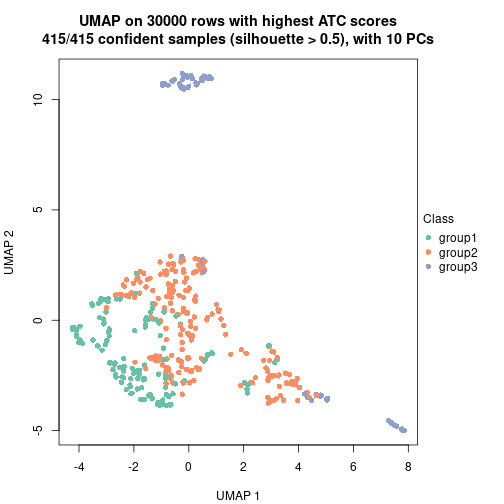 UMAP on 30000 rows with highest ATC scores
415/415 confident samples (silhouette > 0.5), with 10 PCs
10
5
0
-5
UMAP 2
-4
-2
0
2
4
6
8
UMAP 1
Class
group1
group2
group3